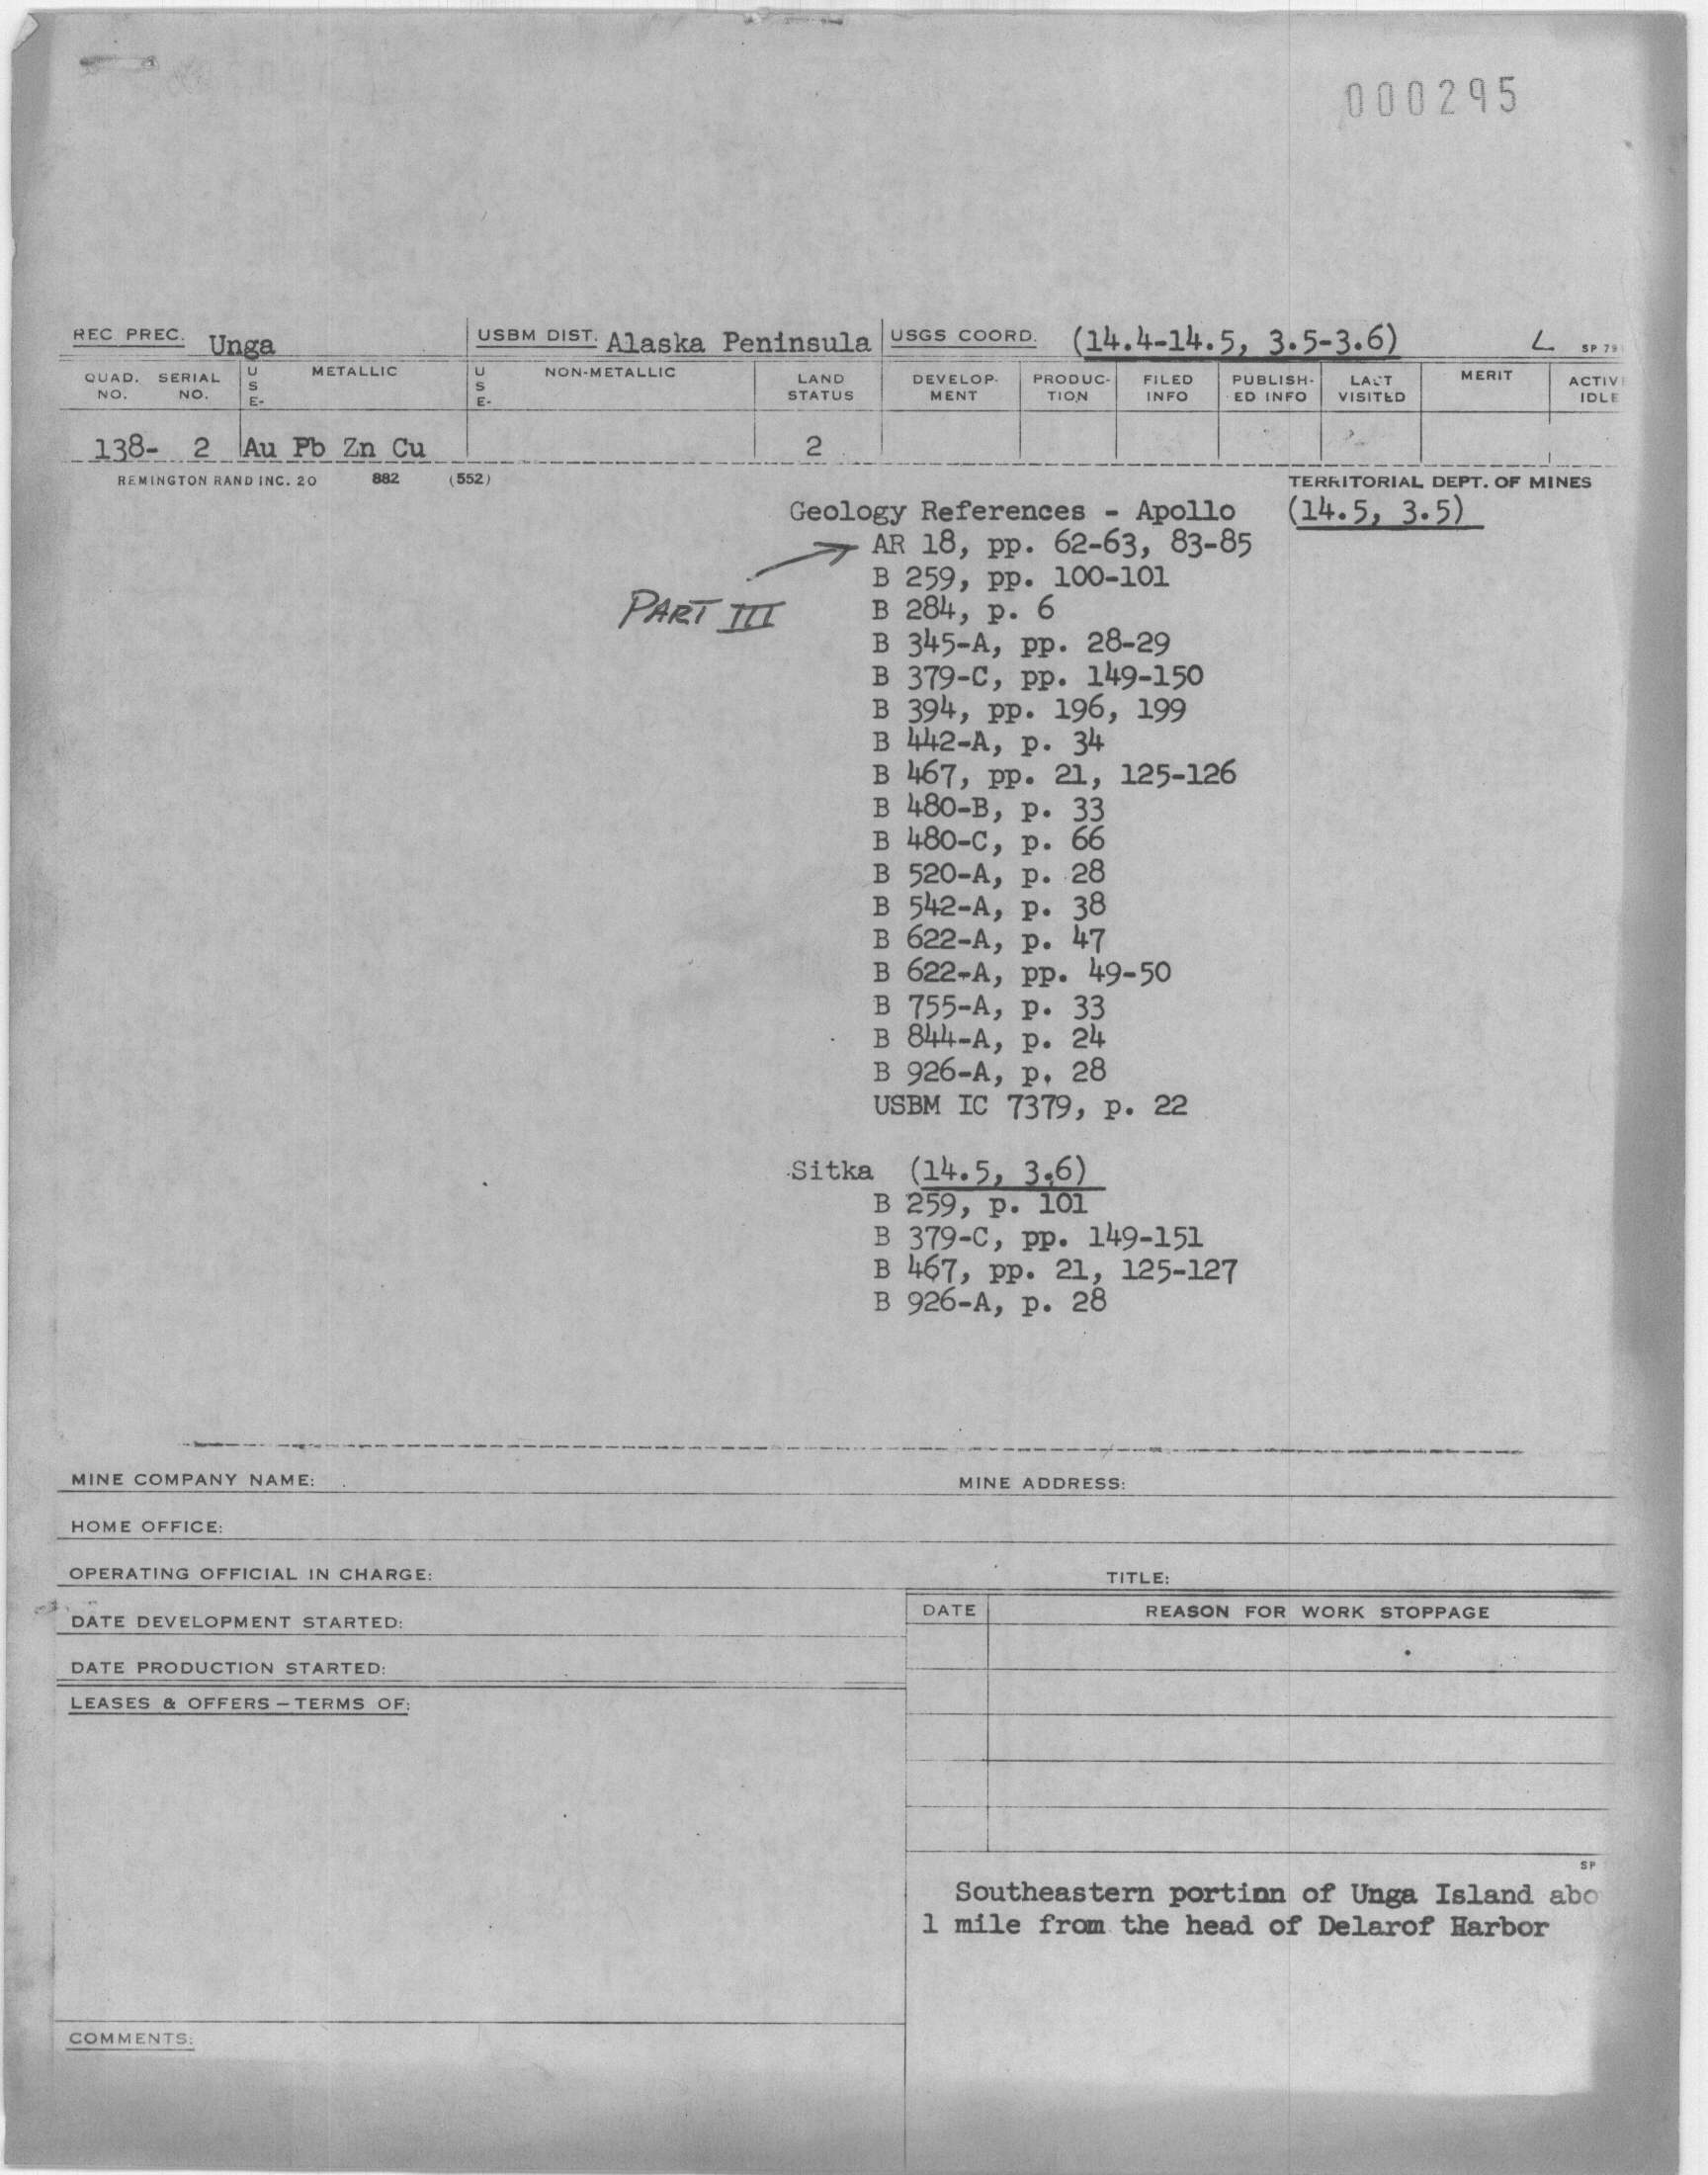 000295
REC PREC. Unga USBM DIST. Alaska Peninsula USGS COORD. (14.4-14.5, 3.5-3.6) L SP 79
QUAD. NO. SERIAL NO. USE- METALLIC USE- NON-METALLIC LAND STATUS DEVELOP-MENT PRODUC-TION FILED INFO PUBLISH-ED INFO LAST VISITED MERIT ACTIV IDLE
138- 2 Au Pb Zn Cu 2
REMINGTON RAND INC. 20 882 (552) TERRITORIAL DEPT. OF MINES
Geology References - Apollo (14.5, 3.5)
AR 18, pp. 62-63, 83-85
B 259, pp. 100-101
PART III
B 284, p. 6
B 345-A, pp. 28-29
B 379-C, pp. 149-150
B 394, pp. 196, 199
B 442-A, p. 34
B 467, pp. 21, 125-126
B 480-B, p. 33
B 480-C, p. 66
B 520-A, p. 28
B 542-A, p. 38
B 622-A, p. 47
B 622-A, pp. 49-50
B 755-A, p. 33
B 844-A, p. 24
B 926-A, p. 28
USBM IC 7379, p. 22
Sitka (14.5, 3.6)
B 259, p. 101
B 379-C, pp. 149-151
B 467, pp. 21, 125-127
B 926-A, p. 28
MINE COMPANY NAME: MINE ADDRESS:
HOME OFFICE:
OPERATING OFFICIAL IN CHARGE: TITLE:
DATE REASON FOR WORK STOPPAGE
DATE DEVELOPMENT STARTED:
DATE PRODUCTION STARTED:
LEASES & OFFERS — TERMS OF:
SP
Southeastern portinn of Unga Island abo
1 mile from the head of Delarof Harbor
COMMENTS: